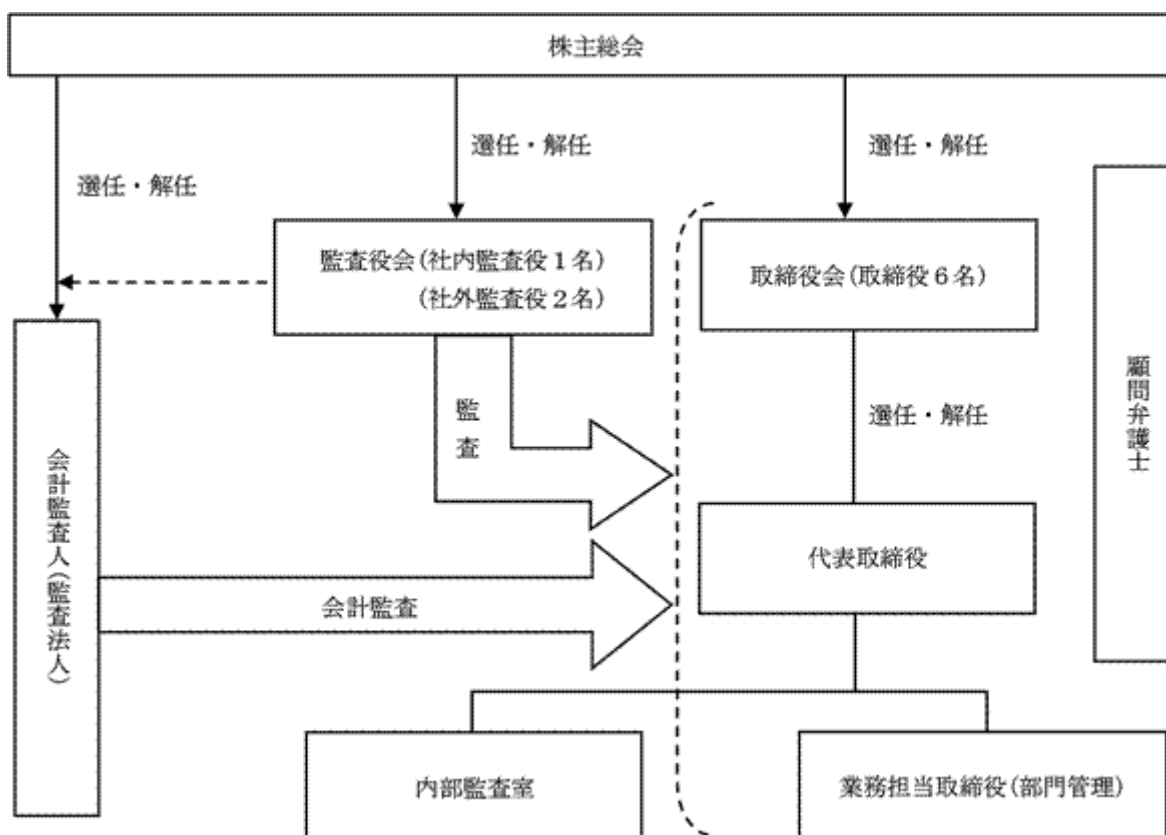 株主総会
選任・解任
選任・解任
選任・解任
監査役会(社内監査役1名)
(社外監査役2名)
取締役会(取締役6名)
顧問弁護士
監査
選任・解任
会計監査人(監査法人)
代表取締役
会計監査
内部監査室
業務担当取締役(部門管理)